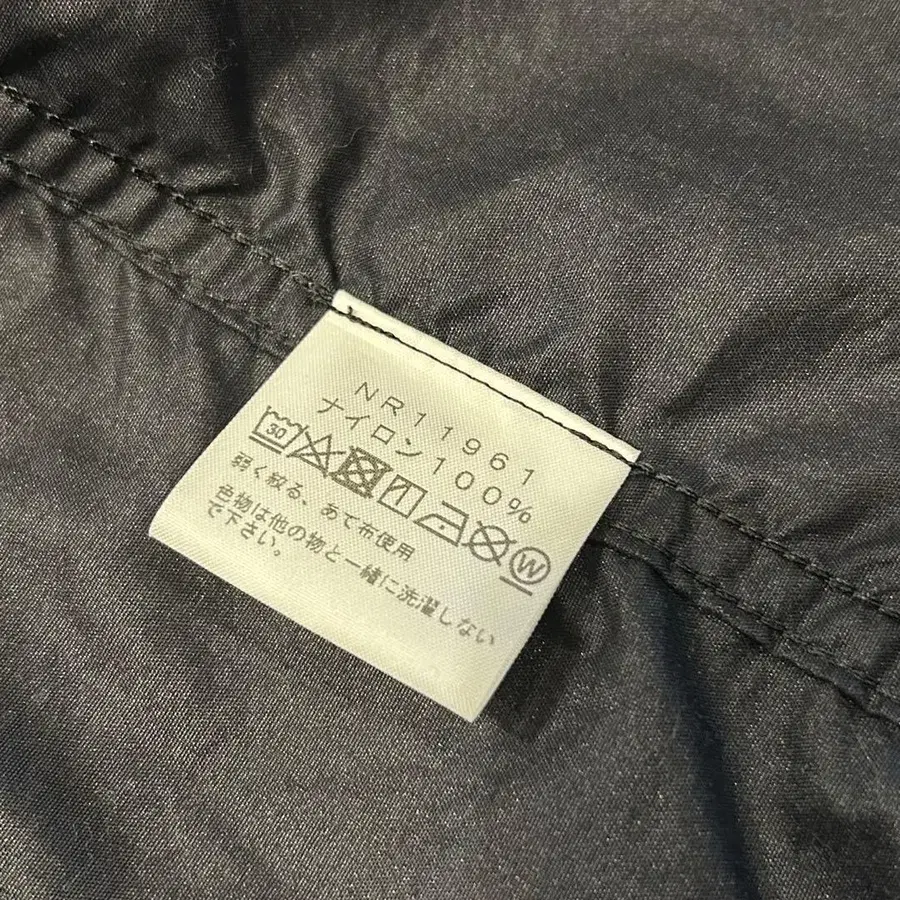 NR11961
ナイロン100%
30
W
弱く絞る、あて布使用
色物は他の物と一緒に洗濯しない
で下さい。